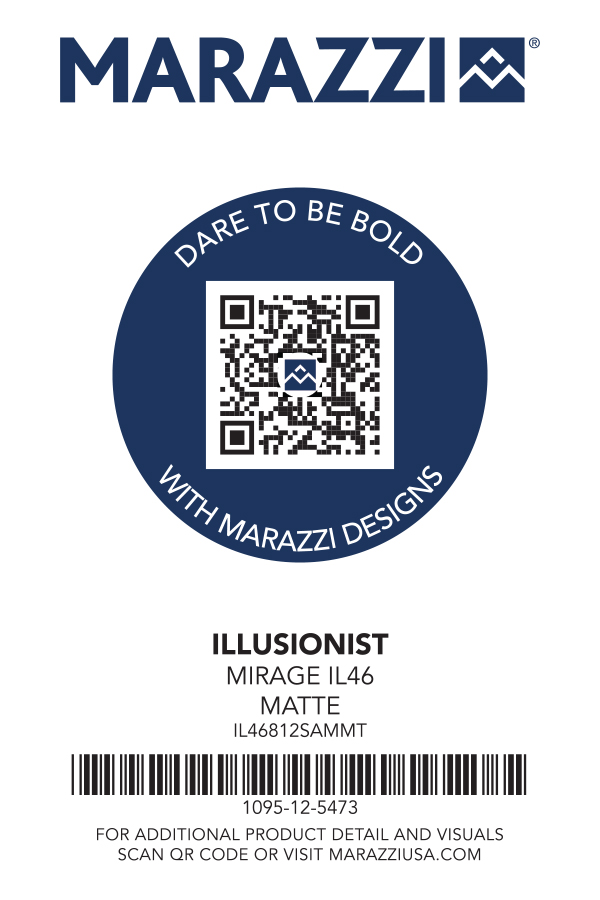 MARAZZI®
DARE TO BE BOLD
WITH MARAZZI DESIGNS
ILLUSIONIST
MIRAGE IL46
MATTE
IL46812SAMMT
1095-12-5473
FOR ADDITIONAL PRODUCT DETAIL AND VISUALS
SCAN QR CODE OR VISIT MARAZZIUSA.COM